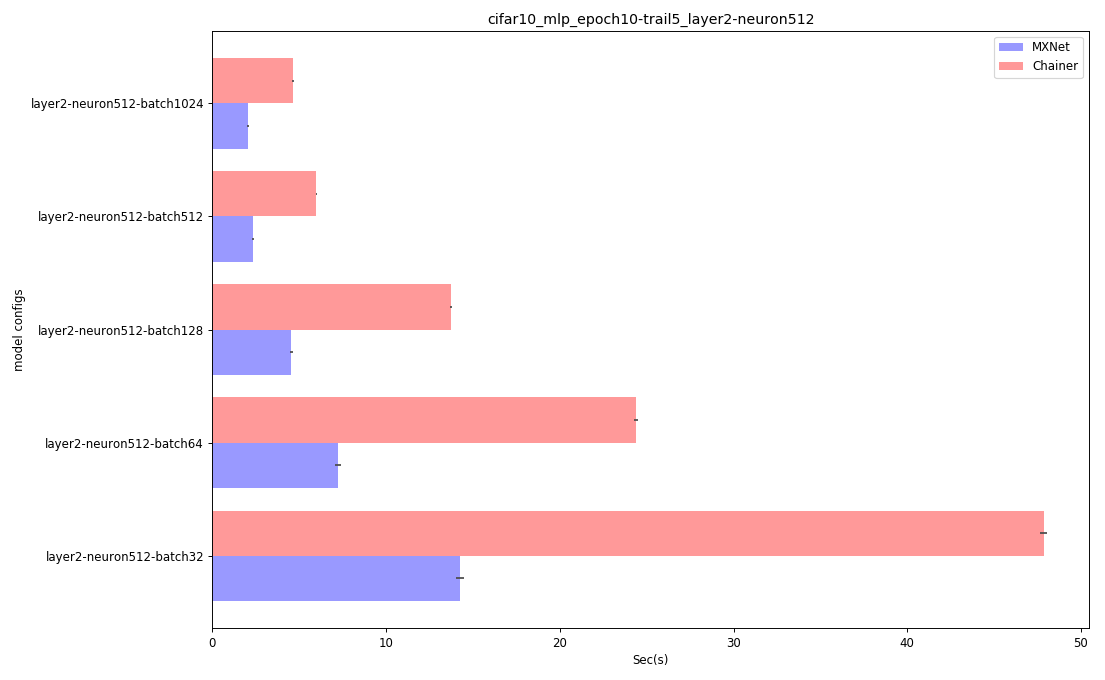 cifar10_mlp_epoch10-trail5_layer2-neuron512
MXNet
Chainer
layer2-neuron512-batch1024
layer2-neuron512-batch512
layer2-neuron512-batch128
layer2-neuron512-batch64
layer2-neuron512-batch32
model configs
0 10 20 30 40 50
Sec(s)